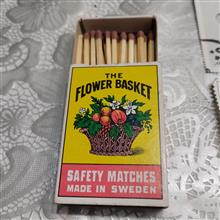 THE
FLOWER BASKET
SAFETY MATCHES
MADE IN SWEDEN